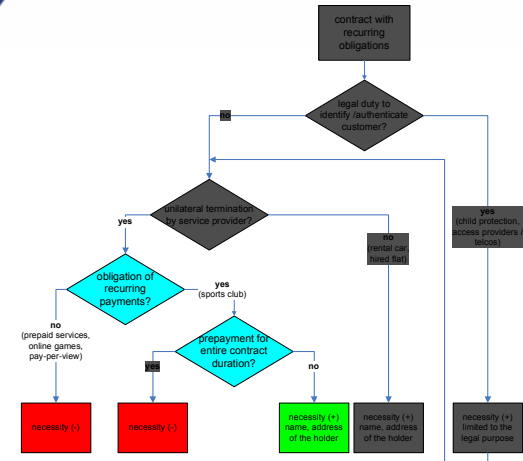 contract with
recurring
obligations
legal duty to
identify /authenticate
customer?
no
unilateral termination
by service provider?
yes
yes
(child protection,
access providers /
telcos)
no
(rental car,
hired flat)
obligation of
recurring
payments?
yes
(sports club)
no
(prepaid services,
online games,
pay-per-view)
prepayment for
entire contract
duration?
yes
no
necessity (-)
necessity (-)
necessity (+)
name, address
of the holder
necessity (+)
name, address
of the holder
necessity (+)
limited to the
legal purpose